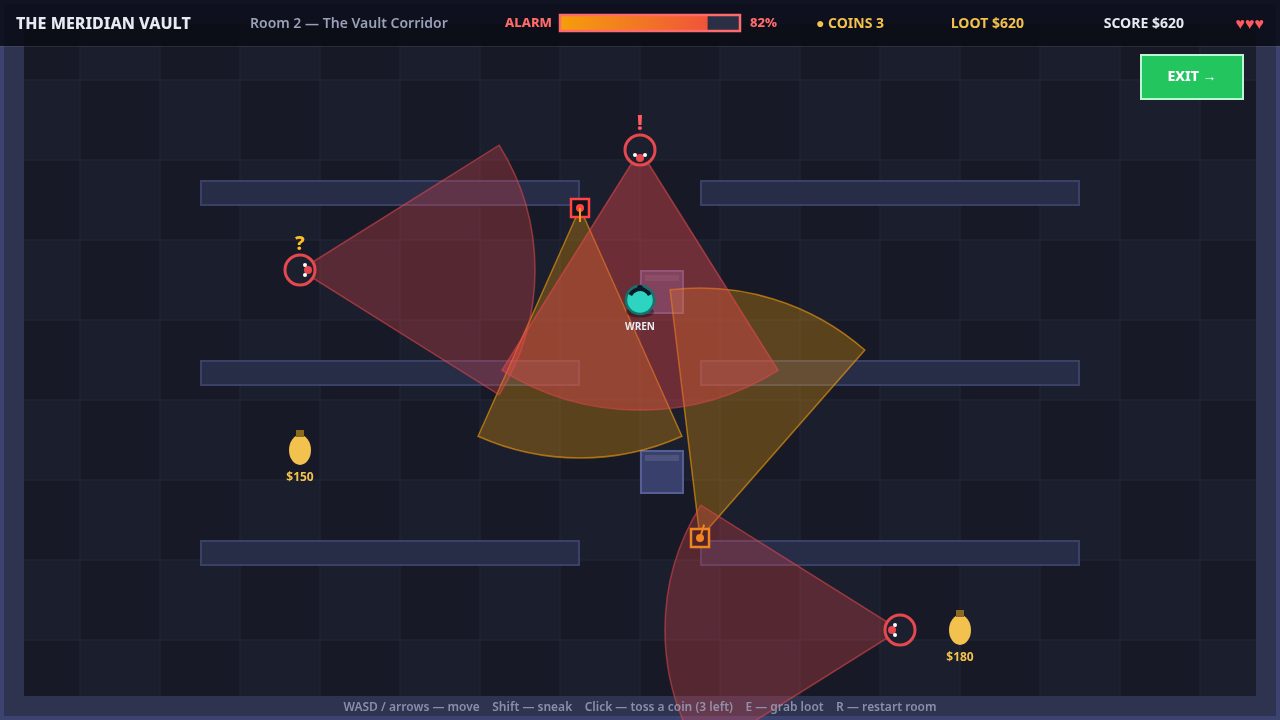 THE MERIDIAN VAULT Room 2 — The Vault Corridor ALARM 82% ● COINS 3 LOOT $620 SCORE $620 ♥♥♥
EXIT →
!
?
WREN
$150
$180
WASD / arrows — move Shift — sneak Click — toss a coin (3 left) E — grab loot R — restart room